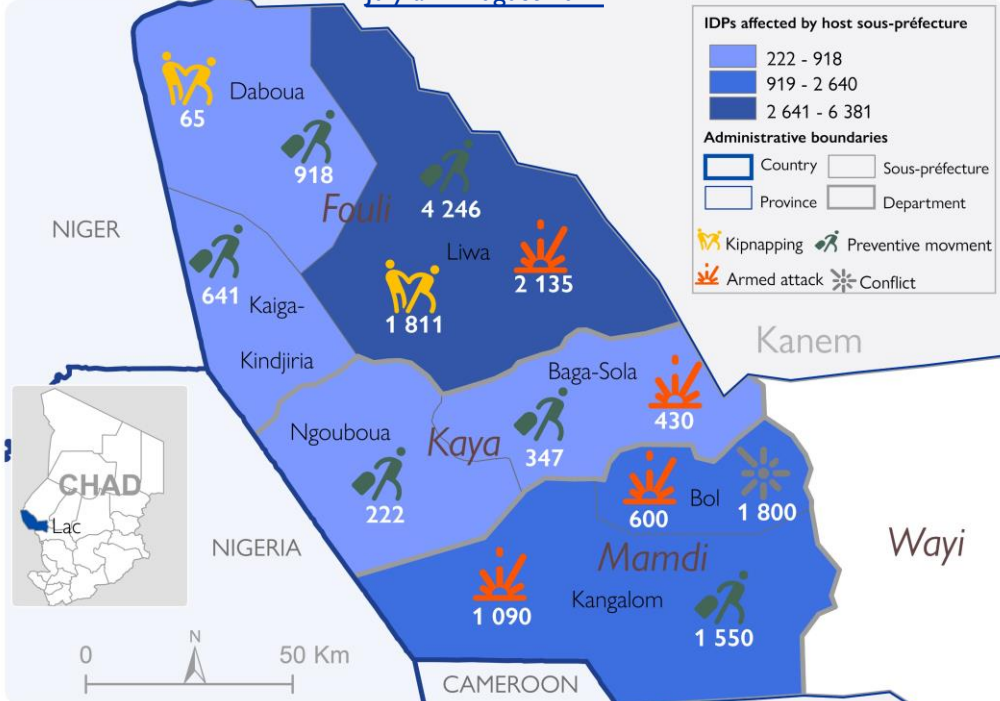 IDPs affected by host sous-préfecture
222 - 918
919 - 2 640
2 641 - 6 381
Administrative boundaries
Country
Sous-préfecture
Province
Department
Kipnapping
Preventive movment
Armed attack
Conflict
Daboua
65
918
Fouli
4 246
NIGER
Liwa
2 135
641
Kaiga-
Kindjiria
1 811
Kanem
Baga-Sola
430
Ngouboua
Kaya
347
222
CHAD
Lac
Bol
600
1 800
NIGERIA
Mamdi
Wayi
Kangalom
1 090
1 550
N
0
50 Km
CAMEROON